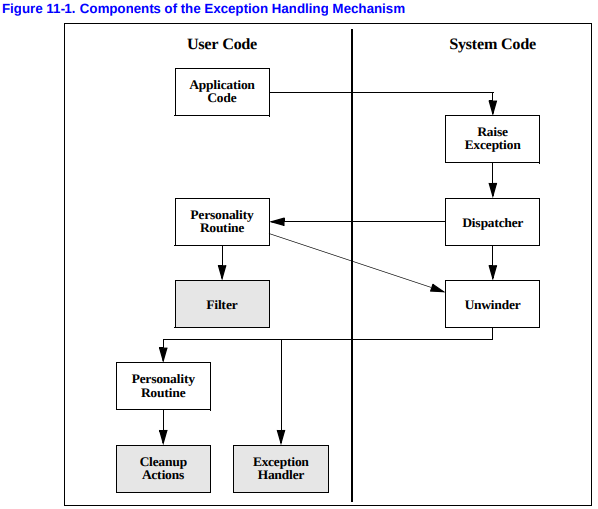 Figure 11-1. Components of the Exception Handling Mechanism
User Code
System Code
Application
Code
Raise
Exception
Personality
Routine
Dispatcher
Filter
Unwinder
Personality
Routine
Cleanup
Actions
Exception
Handler